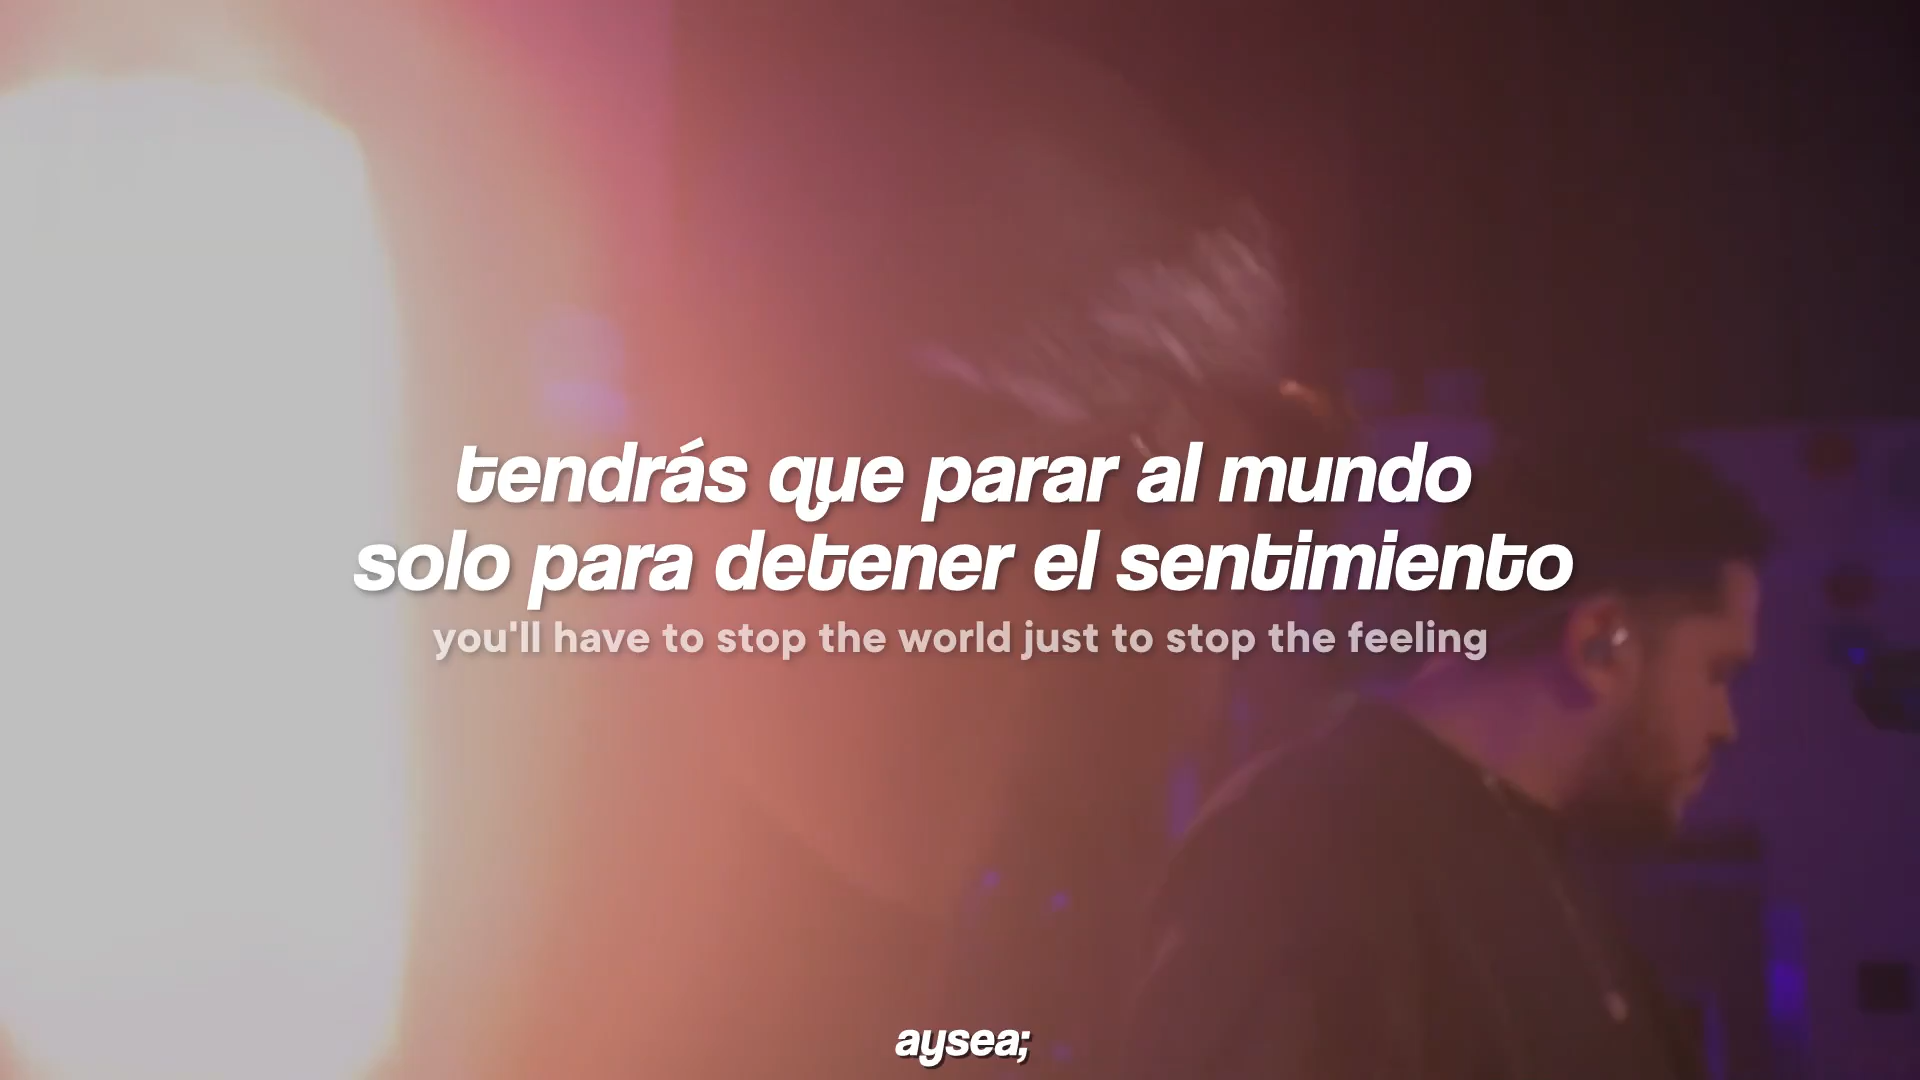 tendrás que parar al mundo
solo para detener el sentimiento
you'll have to stop the world just to stop the feeling
aysea;